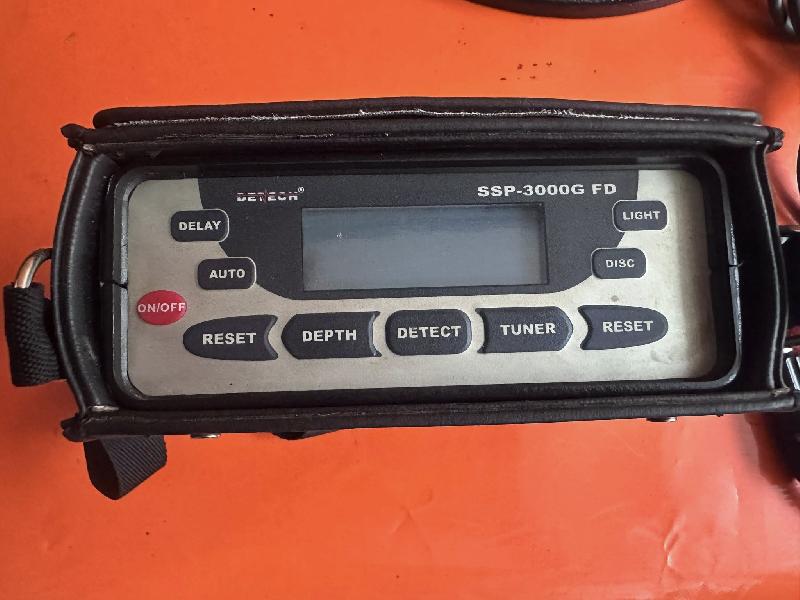 DETECH®
SSP-3000G FD
DELAY
LIGHT
AUTO
DISC
ON/OFF
RESET
DEPTH
DETECT
TUNER
RESET